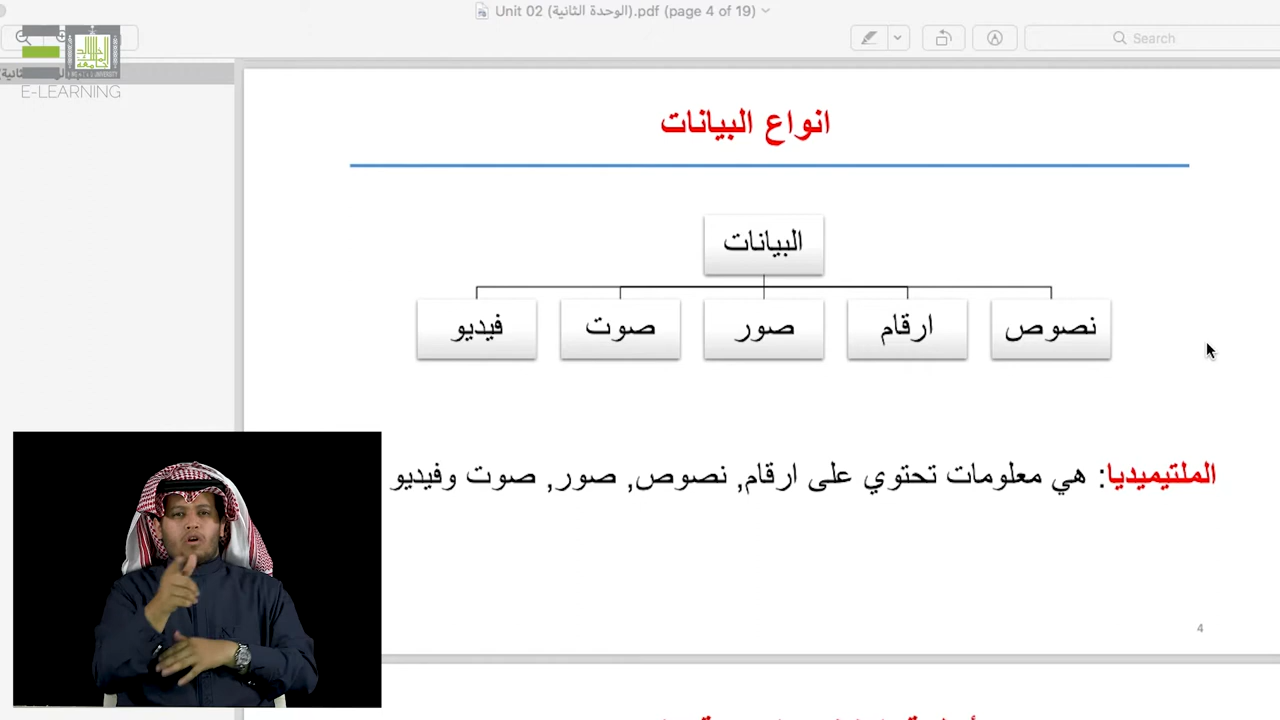 Unit 02 (الوحدة الثانية).pdf (page 4 of 19)
Search
E-LEARNING
انواع البيانات
البيانات
نصوص
ارقام
صور
صوت
فيديو
الملتيميديا: هي معلومات تحتوي على ارقام, نصوص, صور, صوت وفيديو
4